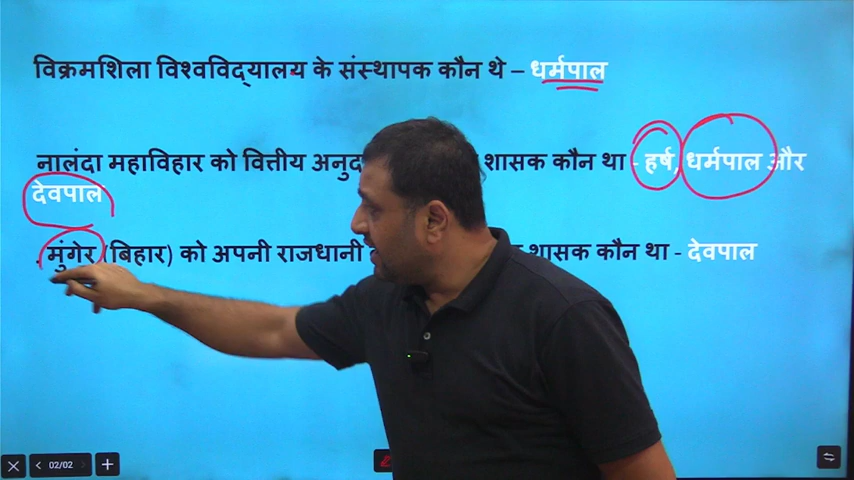 विक्रमशिला विश्वविद्यालय के संस्थापक कौन थे – धर्मपाल
नालंदा महाविहार को वित्तीय शासक कौन था - हर्ष, धर्मपाल और
देवपाल
. मुंगेर (बिहार) को अपनी राजधानी शासक कौन था - देवपाल
02/02